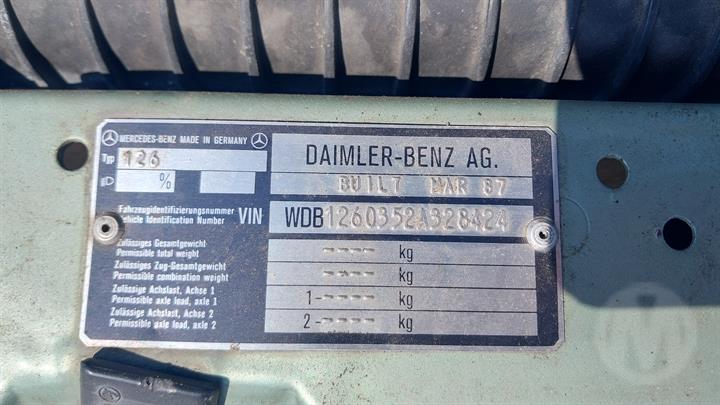 MERCEDES-BENZ MADE IN GERMANY
Typ 126
%
DAIMLER-BENZ AG.
BUILT MAR 87
Fahrzeugidentifizierungsnummer
Vehicle Identification Number
VIN WDB1260352A328424
Zulässiges Gesamtgewicht
Permissible total weight
---- kg
Zulässiges Zug-Gesamtgewicht
Permissible combination weight
---- kg
Zulässige Achslast, Achse 1
Permissible axle load, axle 1
1- ---- kg
Zulässige Achslast, Achse 2
Permissible axle load, axle 2
2- ---- kg